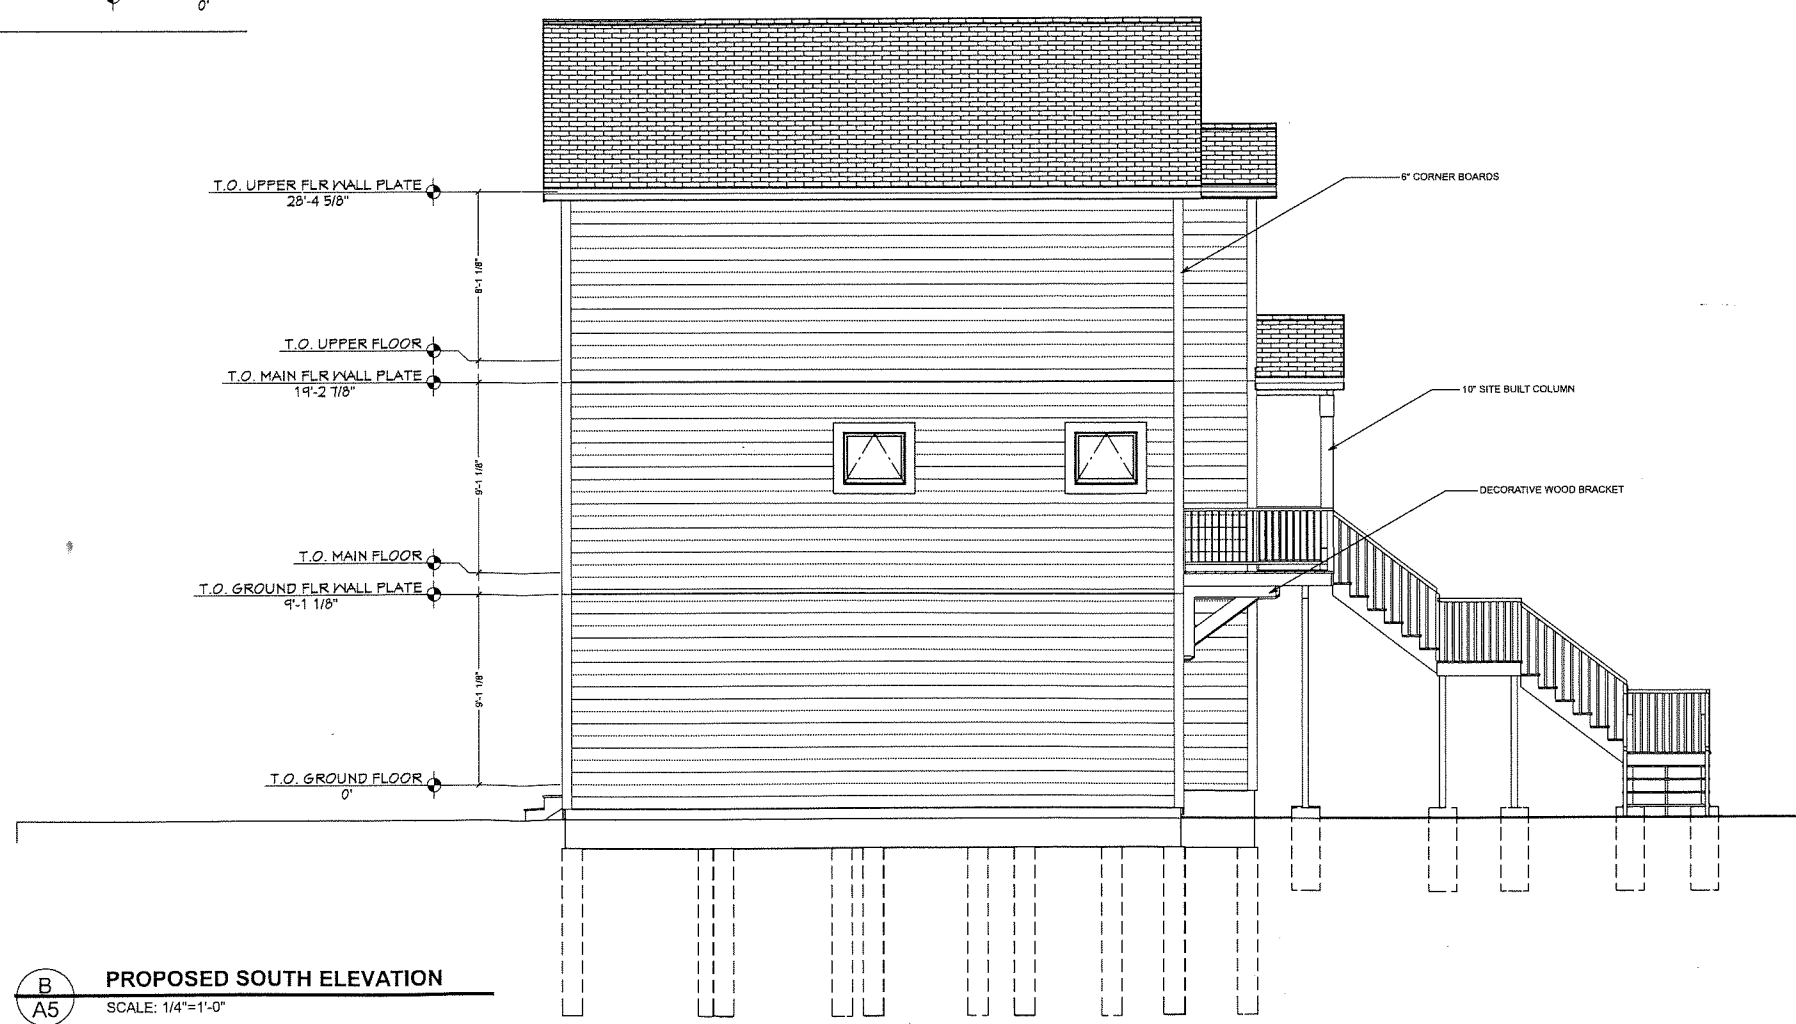 0'
6" CORNER BOARDS
T.O. UPPER FLR WALL PLATE
28'-4 5/8"
8'-1 1/8"
T.O. UPPER FLOOR
T.O. MAIN FLR WALL PLATE
19'-2 7/8"
10" SITE BUILT COLUMN
9'-1 1/8"
DECORATIVE WOOD BRACKET
T.O. MAIN FLOOR
T.O. GROUND FLR WALL PLATE
9'-1 1/8"
9'-1 1/8"
T.O. GROUND FLOOR
0'
B
A5
PROPOSED SOUTH ELEVATION
SCALE: 1/4"=1'-0"